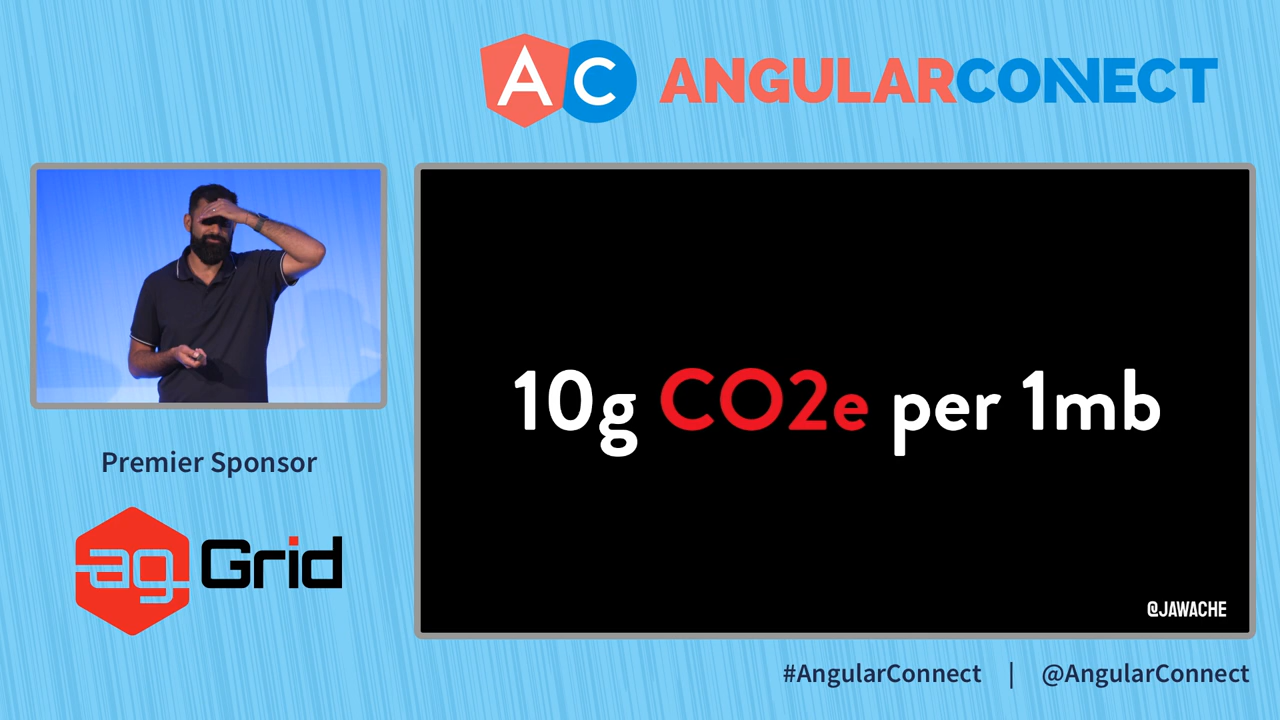 AC ANGULARCONNECT
10g CO2e per 1mb
@JAWACHE
Premier Sponsor
ag Grid
#AngularConnect | @AngularConnect